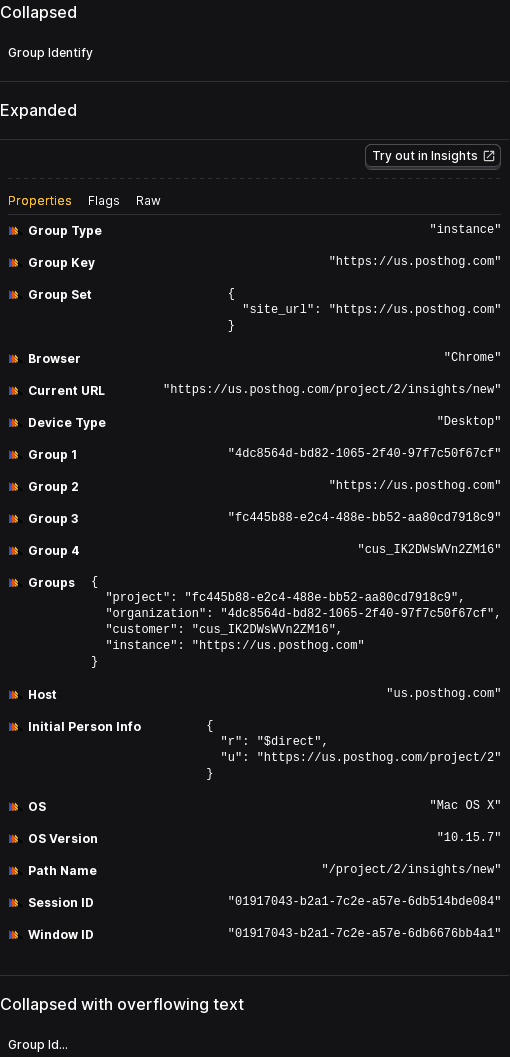 Collapsed
Group Identify
Expanded
Try out in Insights
Properties Flags Raw
Group Type "instance"
Group Key "https://us.posthog.com"
Group Set {
"site_url": "https://us.posthog.com"
}
Browser "Chrome"
Current URL "https://us.posthog.com/project/2/insights/new"
Device Type "Desktop"
Group 1 "4dc8564d-bd82-1065-2f40-97f7c50f67cf"
Group 2 "https://us.posthog.com"
Group 3 "fc445b88-e2c4-488e-bb52-aa80cd7918c9"
Group 4 "cus_IK2DWsWVn2ZM16"
Groups {
"project": "fc445b88-e2c4-488e-bb52-aa80cd7918c9",
"organization": "4dc8564d-bd82-1065-2f40-97f7c50f67cf",
"customer": "cus_IK2DWsWVn2ZM16",
"instance": "https://us.posthog.com"
}
Host "us.posthog.com"
Initial Person Info {
"r": "$direct",
"u": "https://us.posthog.com/project/2"
}
OS "Mac OS X"
OS Version "10.15.7"
Path Name "/project/2/insights/new"
Session ID "01917043-b2a1-7c2e-a57e-6db514bde084"
Window ID "01917043-b2a1-7c2e-a57e-6db6676bb4a1"
Collapsed with overflowing text
Group Id...